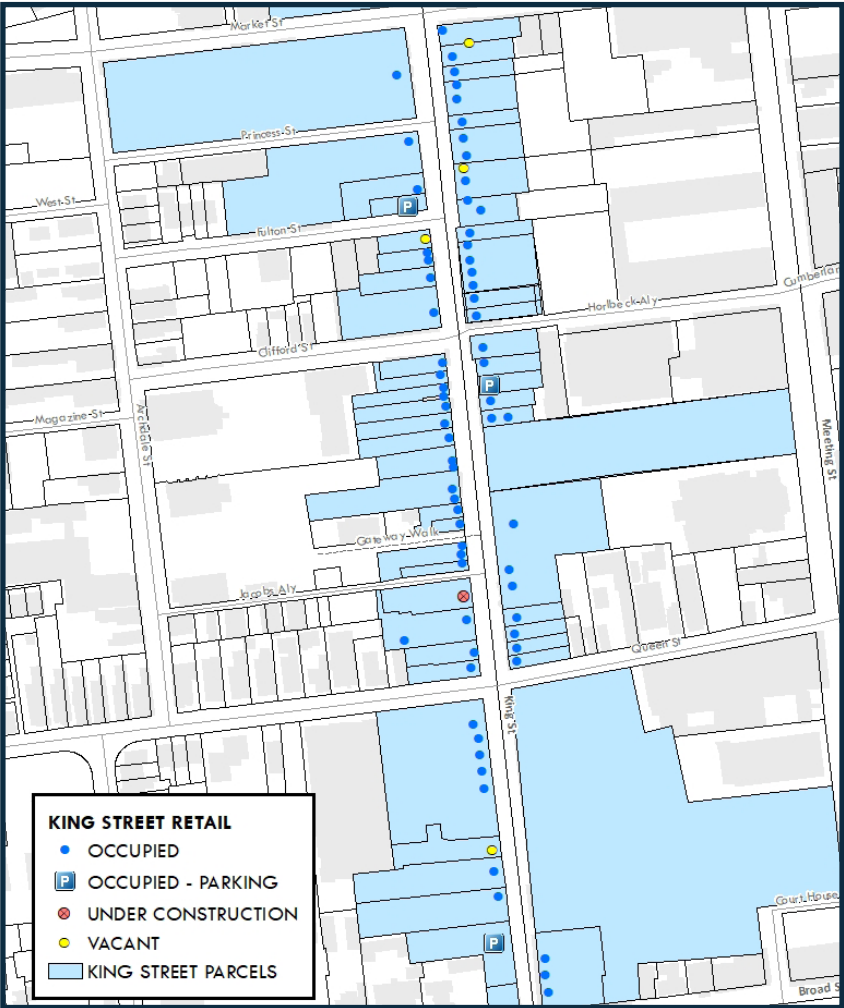 Market St
Princess St
West St
P
Fulton St
Cumberlan
Horlbeck Aly
Clifford St
P
Magazine St
Archdale St
Meeting St
Gateway Walk
Jacobs Aly
Queen St
King St
KING STREET RETAIL
OCCUPIED
P OCCUPIED - PARKING
UNDER CONSTRUCTION
VACANT
KING STREET PARCELS
Court House
P
Broad S